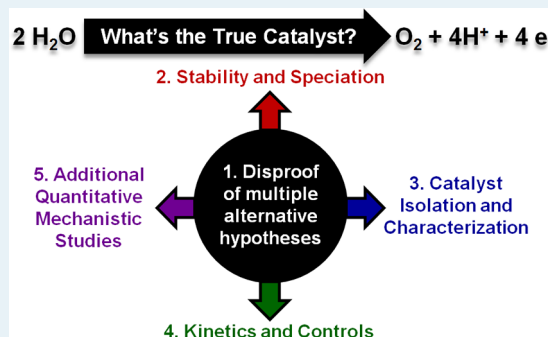 2 H₂O What's the True Catalyst? O₂ + 4H⁺ + 4 e
2. Stability and Speciation
5. Additional
Quantitative
Mechanistic
Studies
1. Disproof
of multiple
alternative
hypotheses
3. Catalyst
Isolation and
Characterization
4. Kinetics and Controls